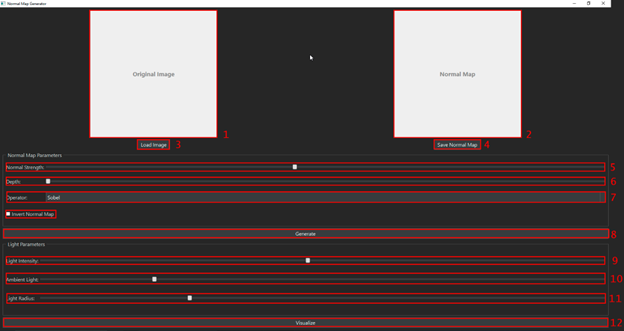 Normal Map Generator
Original Image
Normal Map
1
2
Load Image 3
Save Normal Map 4
Normal Map Parameters
Normal Strength: 5
Depth: 6
Operator: Sobel 7
Invert Normal Map
Generate 8
Light Parameters
Light Intensity: 9
Ambient Light: 10
Light Radius: 11
Visualize 12